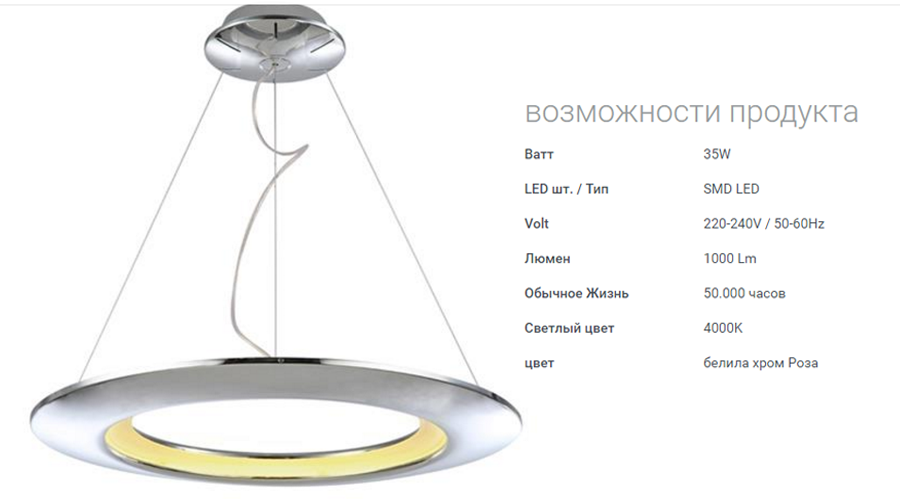 возможности продукта
Ватт 35W
LED шт. / Тип SMD LED
Volt 220-240V / 50-60Hz
Люмен 1000 Lm
Обычное Жизнь 50.000 часов
Светлый цвет 4000K
цвет белила хром Роза